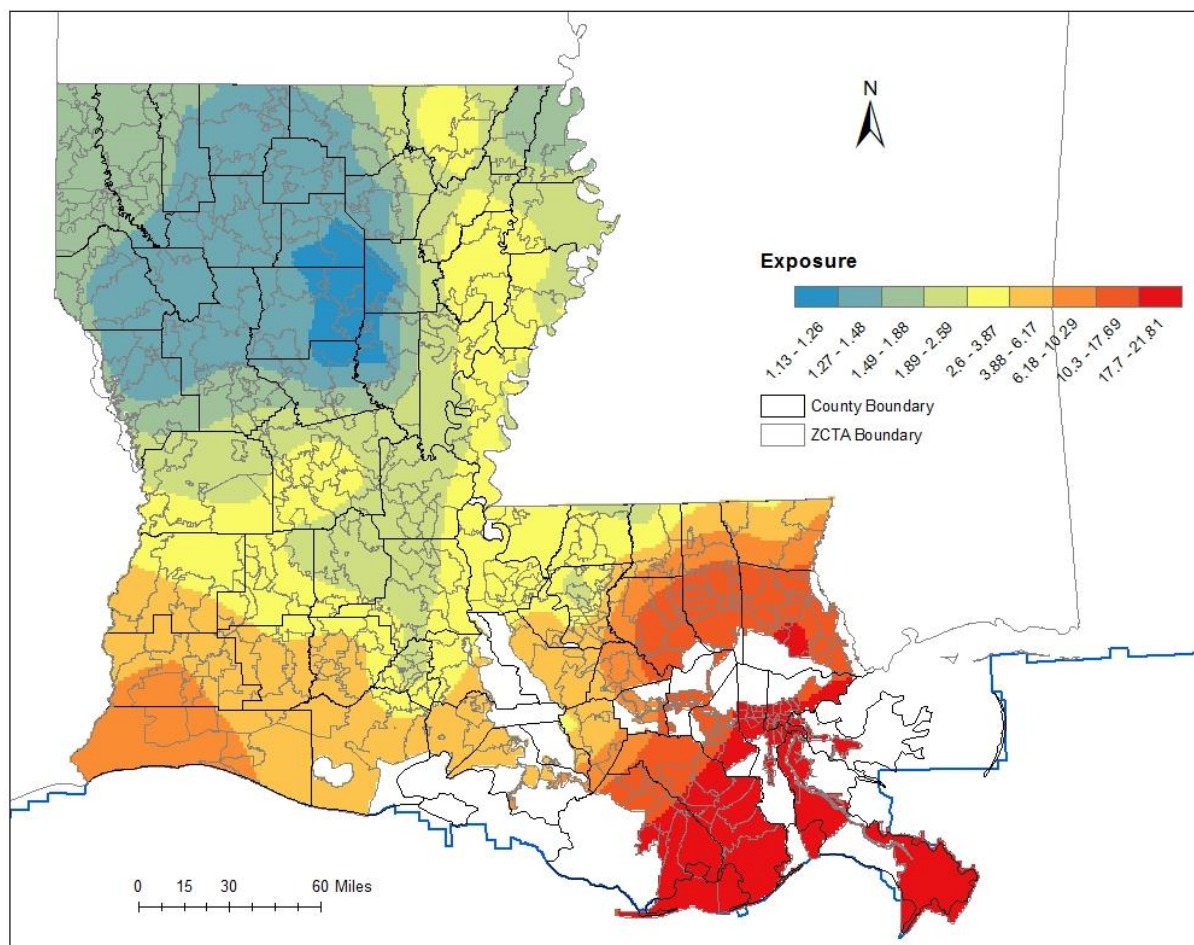 N
Exposure
1.13 - 1.26
1.27 - 1.48
1.49 - 1.88
1.89 - 2.59
2.6 - 3.87
3.88 - 6.17
6.18 - 10.29
10.3 - 17.69
17.7 - 21.81
County Boundary
ZCTA Boundary
0 15 30 60 Miles